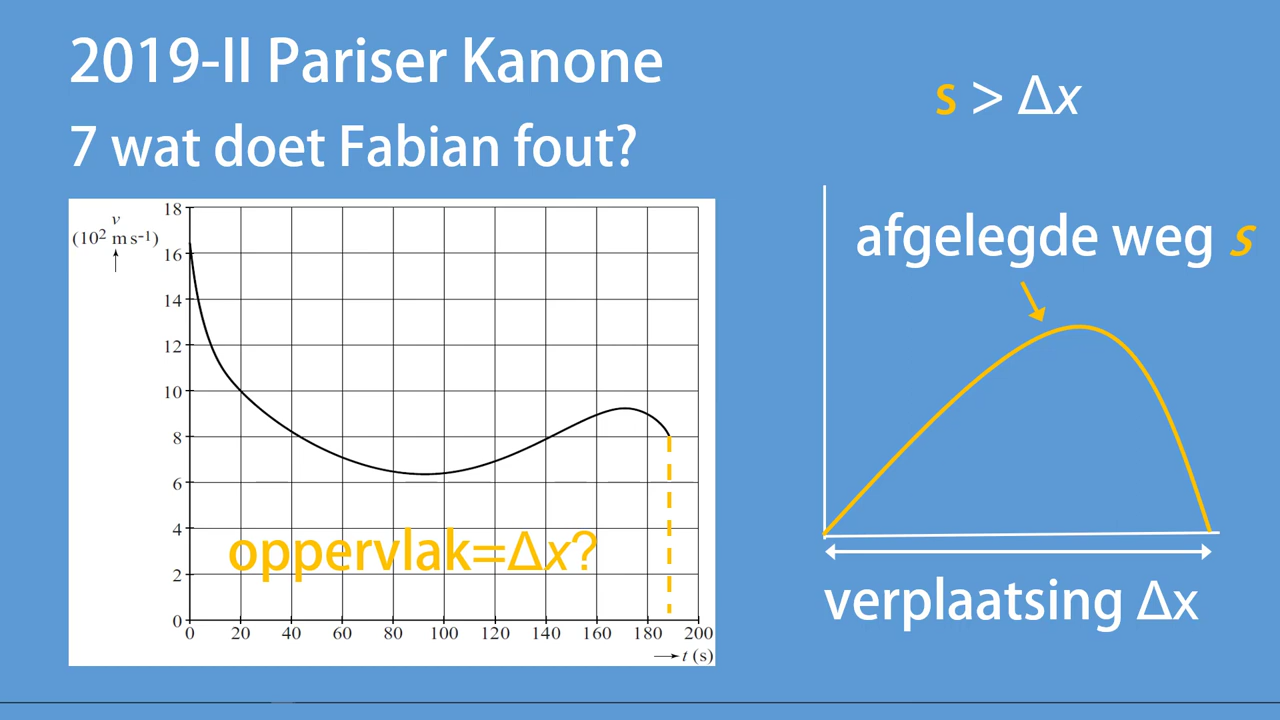 2019-II Pariser Kanone
7 wat doet Fabian fout?
s > Δx
v
(10² m s⁻¹)
18
16
14
12
10
8
6
4
2
0
oppervlak=Δx?
0 20 40 60 80 100 120 140 160 180 200
t (s)
afgelegde weg s
verplaatsing Δx